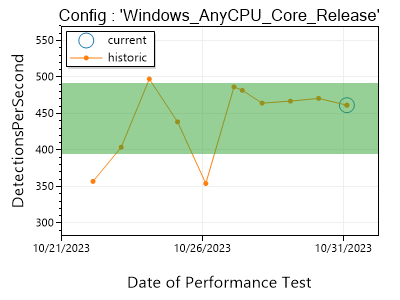 Config : 'Windows_AnyCPU_Core_Release'
current
historic
DetectionsPerSecond
550
500
450
400
350
300
10/21/2023
10/26/2023
10/31/2023
Date of Performance Test